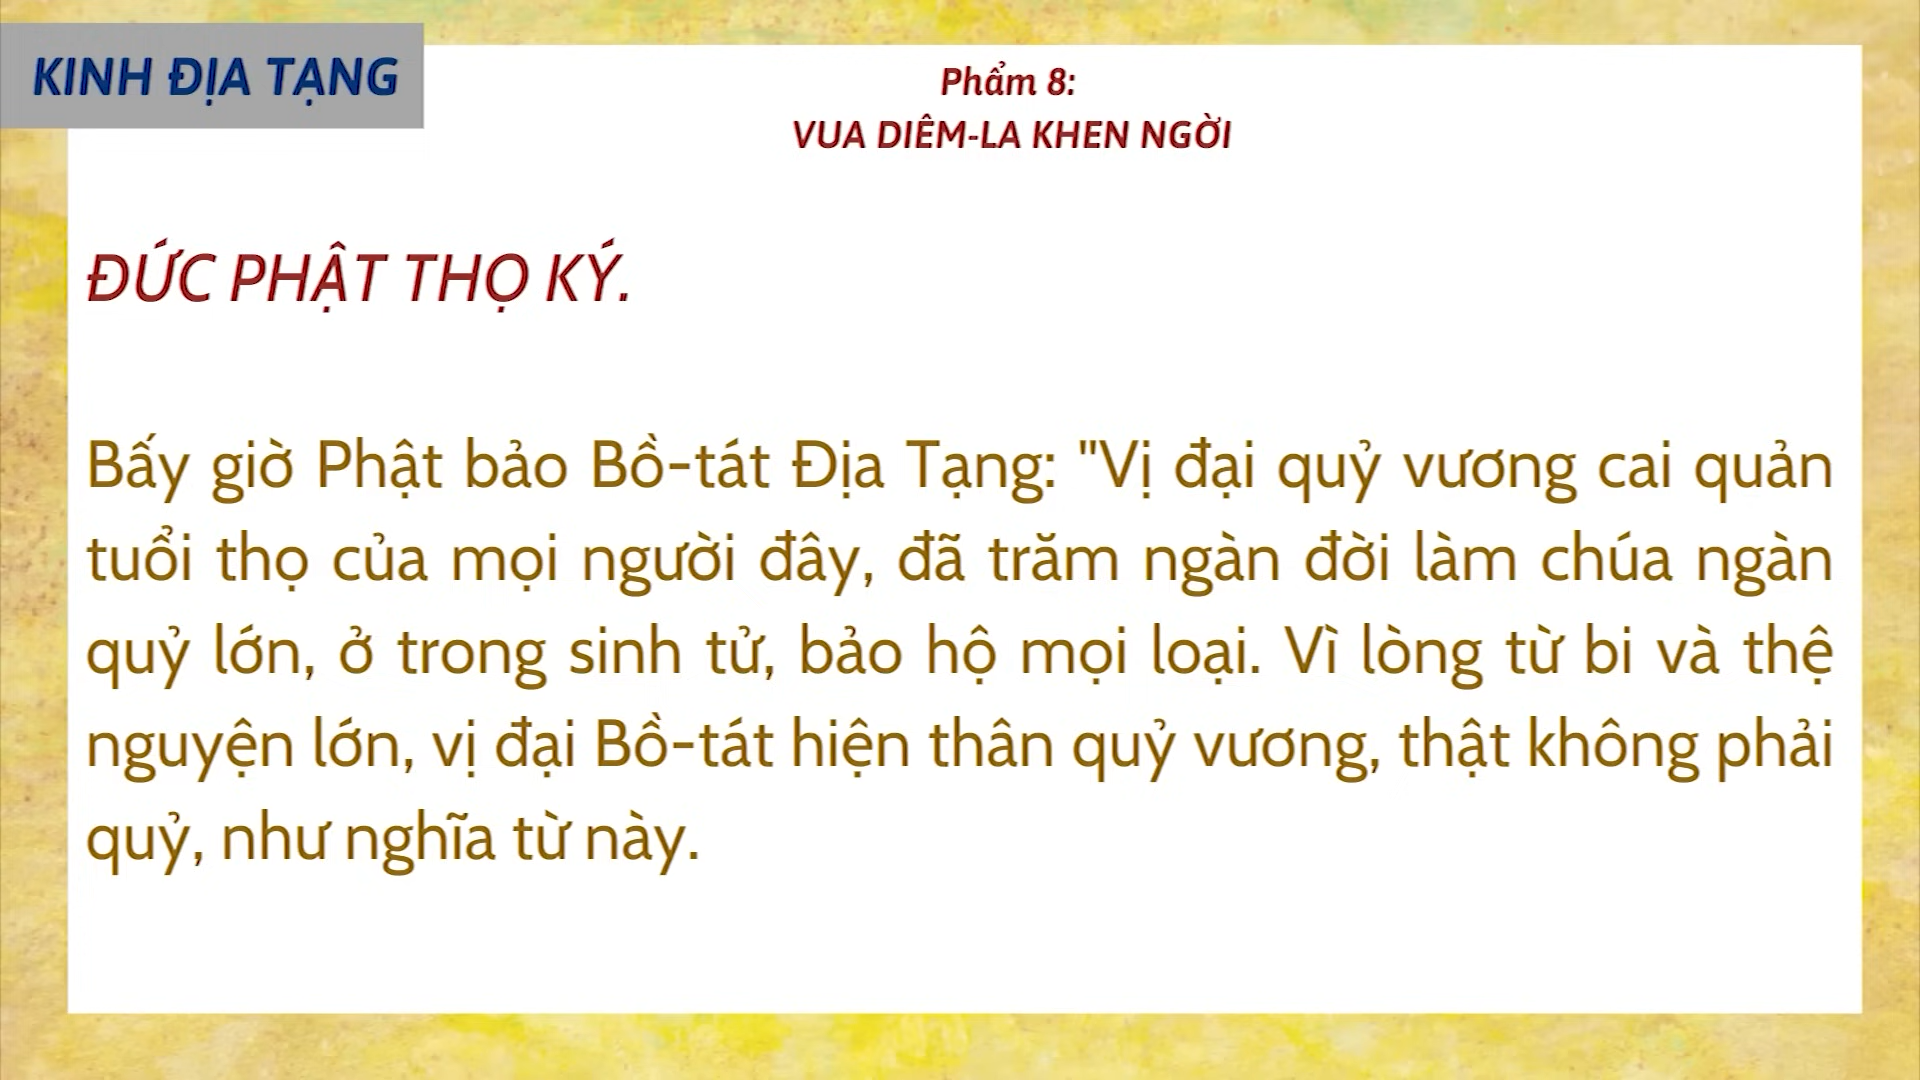 KINH ĐỊA TẠNG
Phẩm 8:
VUA DIÊM-LA KHEN NGỜI
ĐỨC PHẬT THỌ KÝ.
Bấy giờ Phật bảo Bồ-tát Địa Tạng: "Vị đại quỷ vương cai quản
tuổi thọ của mọi người đây, đã trăm ngàn đời làm chúa ngàn
quỷ lớn, ở trong sinh tử, bảo hộ mọi loại. Vì lòng từ bi và thệ
nguyện lớn, vị đại Bồ-tát hiện thân quỷ vương, thật không phải
quỷ, như nghĩa từ này.